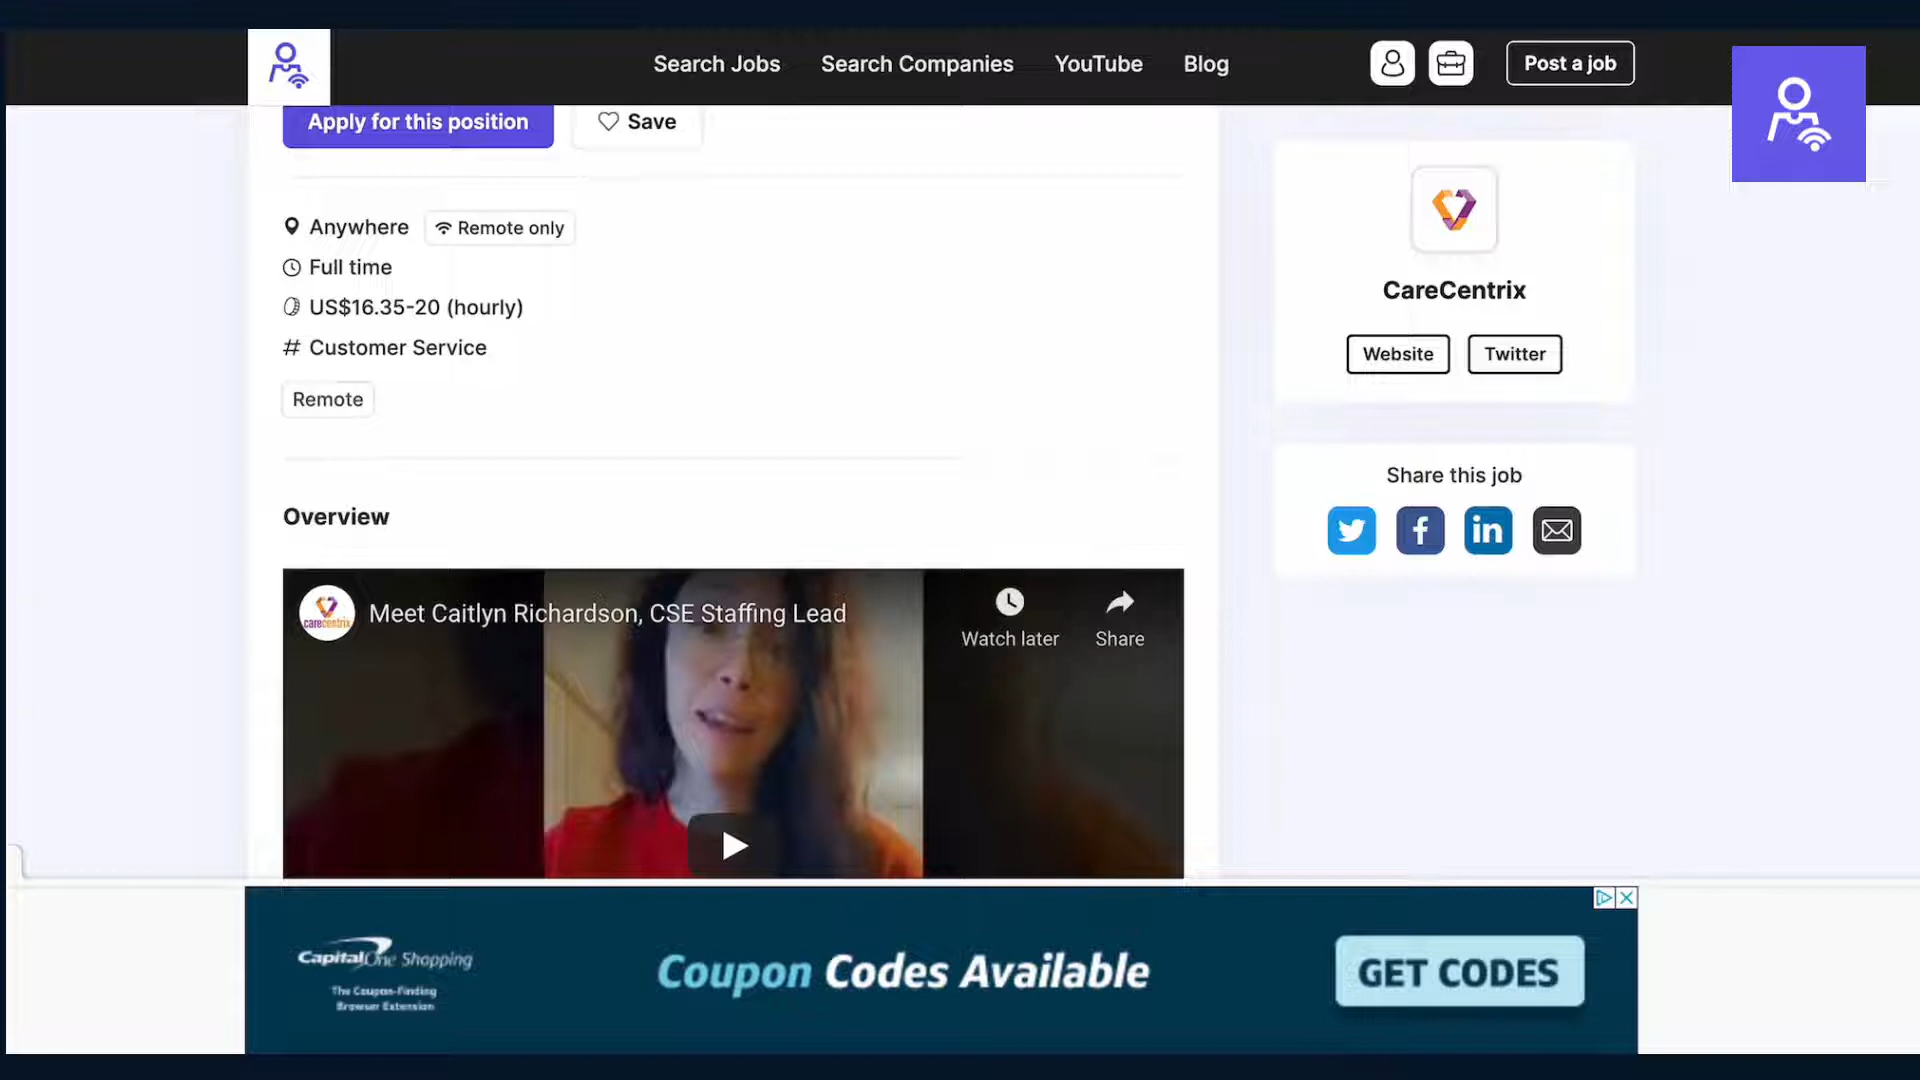 Search Jobs
Search Companies
YouTube
Blog
Post a job
Apply for this position
Save
Anywhere
Remote only
Full time
US$16.35-20 (hourly)
# Customer Service
Remote
Overview
carecentrix
Meet Caitlyn Richardson, CSE Staffing Lead
Watch later
Share
CareCentrix
Website
Twitter
Share this job
CapitalOne Shopping
The Coupon-Finding
Browser Extension
Coupon Codes Available
GET CODES